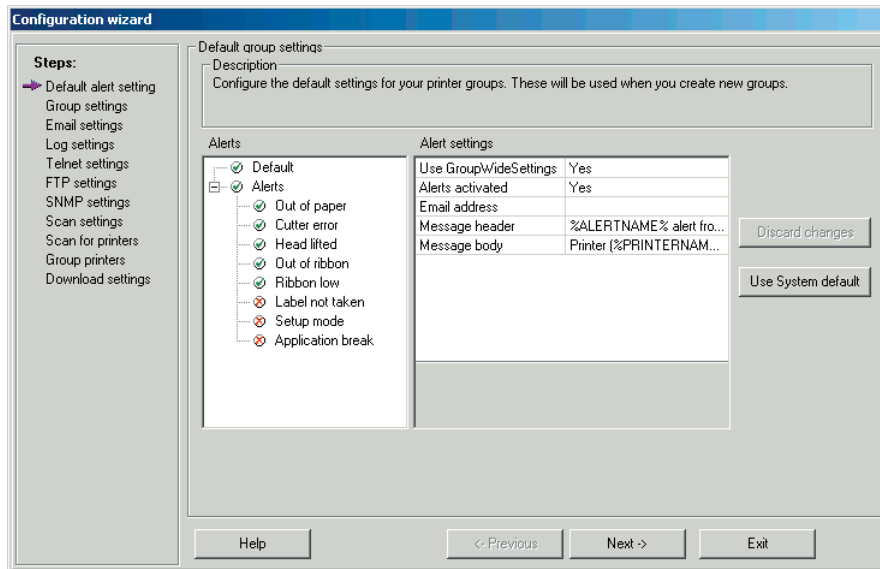 Configuration wizard
Steps:
Default alert setting
Group settings
Email settings
Log settings
Telnet settings
FTP settings
SNMP settings
Scan settings
Scan for printers
Group printers
Download settings
Default group settings
Description
Configure the default settings for your printer groups. These will be used when you create new groups.
Alerts
Default
Alerts
Out of paper
Cutter error
Head lifted
Out of ribbon
Ribbon low
Label not taken
Setup mode
Application break
Alert settings
Use GroupWideSettings Yes
Alerts activated Yes
Email address
Message header %ALERTNAME% alert fro...
Message body Printer (%PRINTERNAM...
Discard changes
Use System default
Help
<- Previous
Next ->
Exit